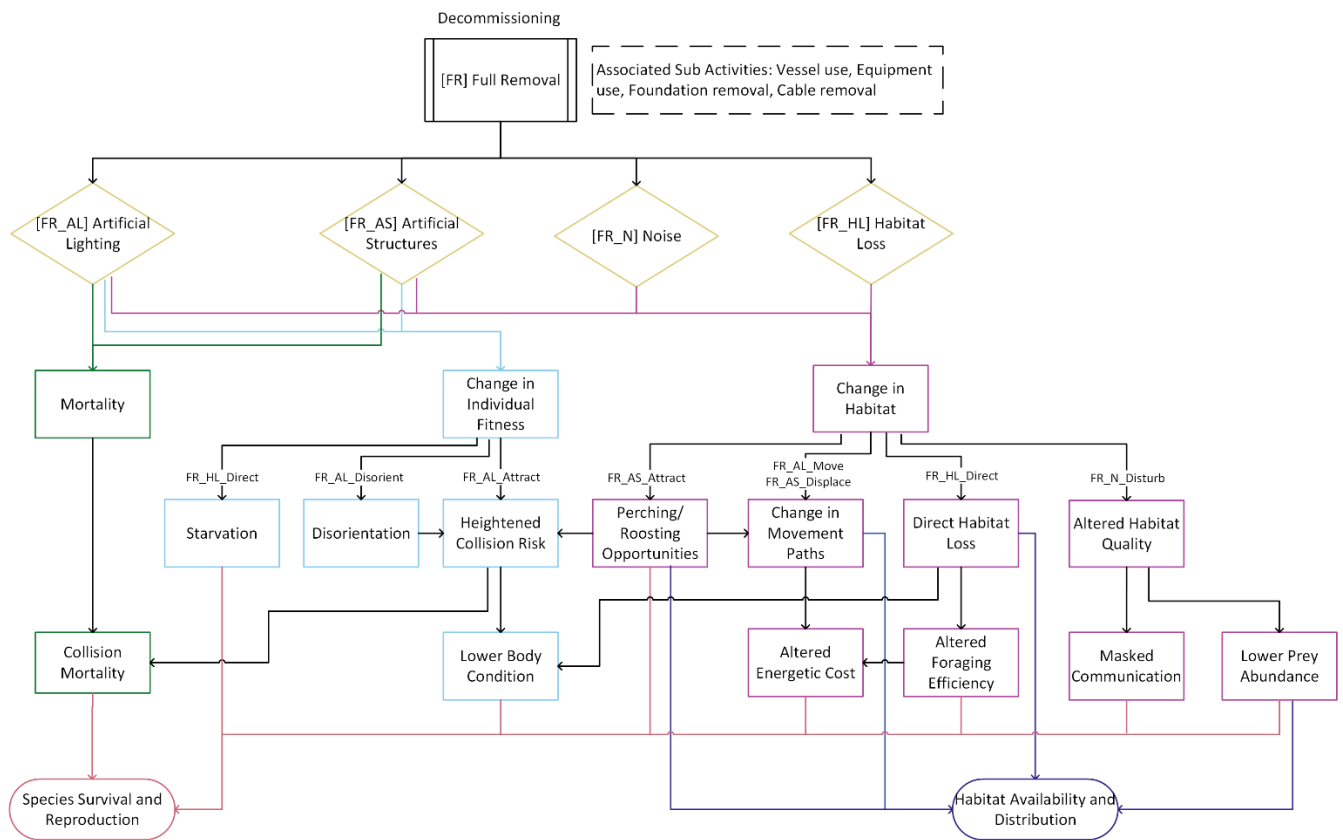 Decommissioning
[FR] Full Removal
Associated Sub Activities: Vessel use, Equipment
use, Foundation removal, Cable removal
[FR_AL] Artificial
Lighting
[FR_AS] Artificial
Structures
[FR_N] Noise
[FR_HL] Habitat
Loss
Mortality
Change in
Individual
Fitness
Change in
Habitat
FR_HL_Direct
FR_AL_Disorient
FR_AL_Attract
FR_AS_Attract
FR_AL_Move
FR_AS_Displace
FR_HL_Direct
FR_N_Disturb
Starvation
Disorientation
Heightened
Collision Risk
Perching/
Roosting
Opportunities
Change in
Movement
Paths
Direct Habitat
Loss
Altered Habitat
Quality
Collision
Mortality
Lower Body
Condition
Altered
Energetic Cost
Altered
Foraging
Efficiency
Masked
Communication
Lower Prey
Abundance
Species Survival and
Reproduction
Habitat Availability and
Distribution